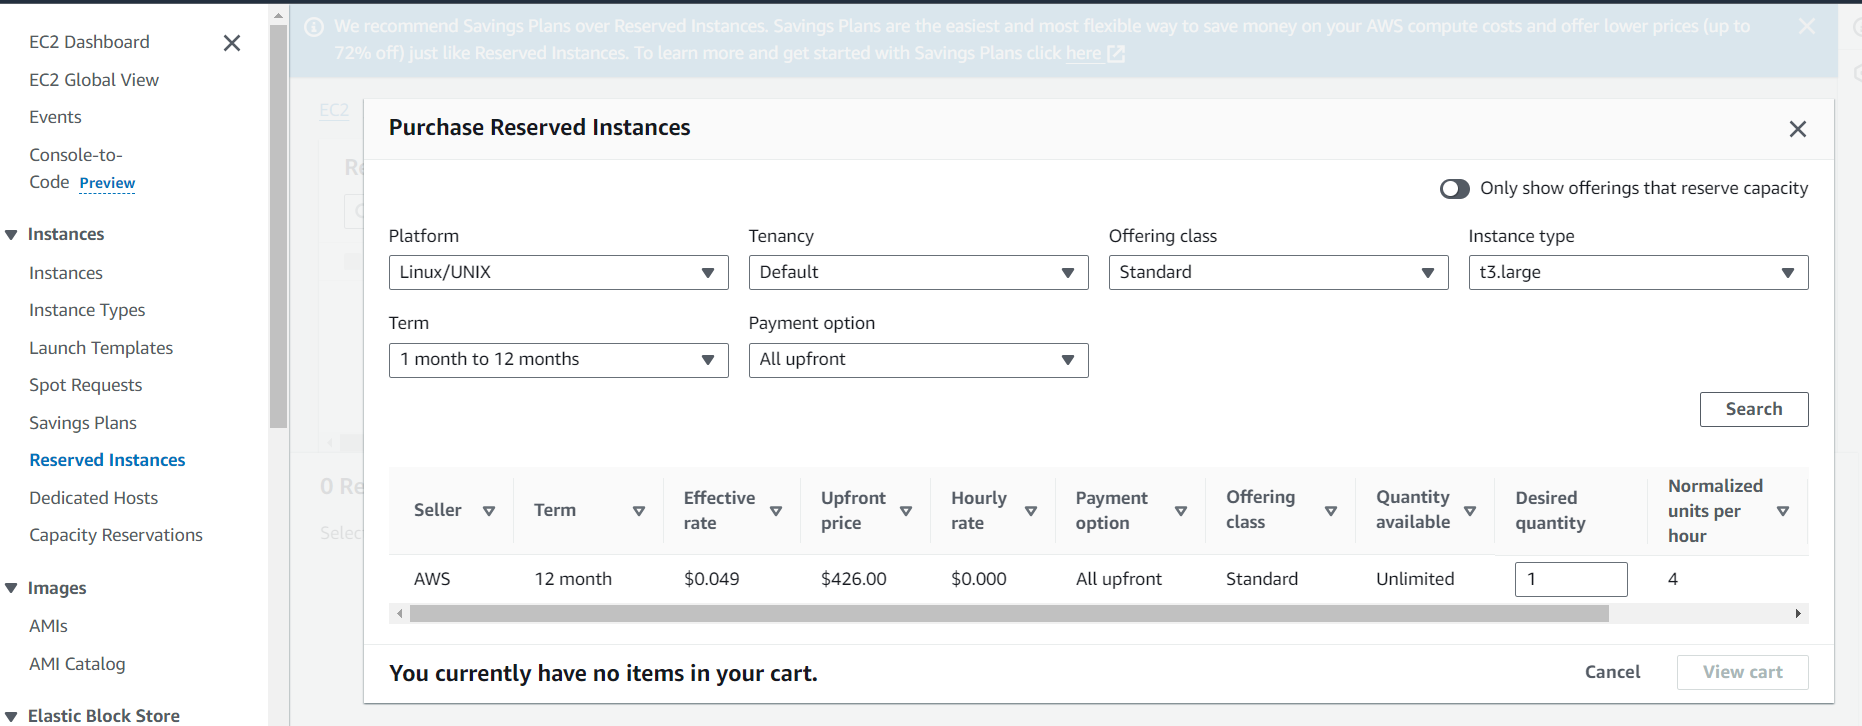 EC2 Dashboard
EC2 Global View
Events
Console-to-
Code Preview
Instances
Instances
Instance Types
Launch Templates
Spot Requests
Savings Plans
Reserved Instances
Dedicated Hosts
Capacity Reservations
Images
AMIs
AMI Catalog
Elastic Block Store
We recommend Savings Plans over Reserved Instances. Savings Plans are the easiest and most flexible way to save money on your AWS compute costs and offer lower prices (up to
72% off) just like Reserved Instances. To learn more and get started with Savings Plans click here
EC2
0 Re
Selec
Purchase Reserved Instances
Only show offerings that reserve capacity
Platform
Linux/UNIX
Tenancy
Default
Offering class
Standard
Instance type
t3.large
Term
1 month to 12 months
Payment option
All upfront
Search
Seller
Term
Effective
rate
Upfront
price
Hourly
rate
Payment
option
Offering
class
Quantity
available
Desired
quantity
Normalized
units per
hour
AWS
12 month
$0.049
$426.00
$0.000
All upfront
Standard
Unlimited
1
4
You currently have no items in your cart.
Cancel
View cart